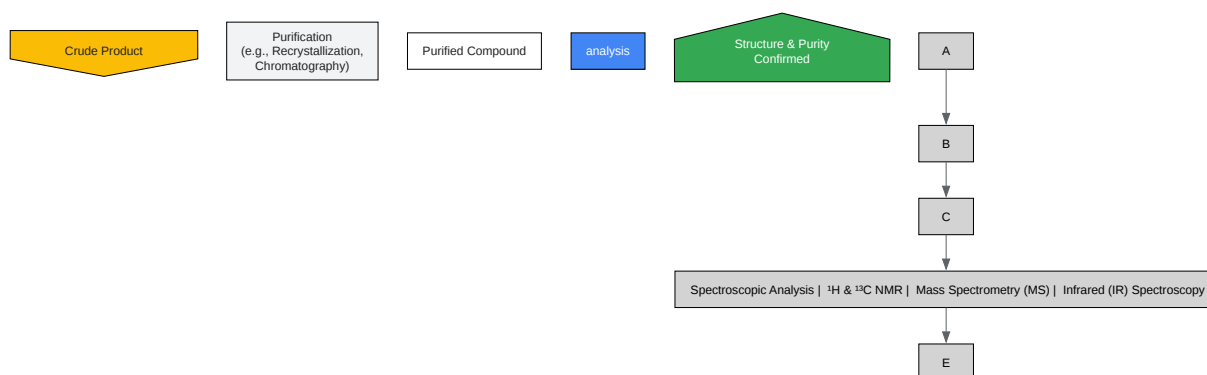 Crude Product
Purification
(e.g., Recrystallization,
Chromatography)
Purified Compound
analysis
Structure & Purity
Confirmed
A
B
C
Spectroscopic Analysis | ¹H & ¹³C NMR | Mass Spectrometry (MS) | Infrared (IR) Spectroscopy
E